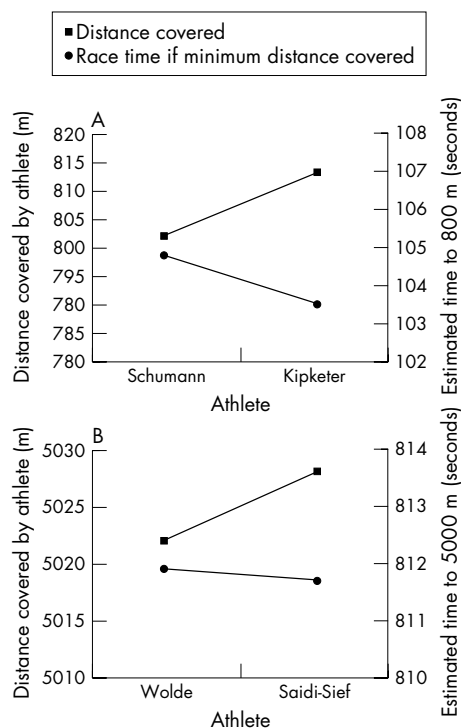 Distance covered
Race time if minimum distance covered
A
Distance covered by athlete (m)
820
815
810
805
800
795
790
785
780
108
107
106
105
104
103
102
Estimated time to 800 m (seconds)
Schumann
Kipketer
Athlete
B
Distance covered by athlete (m)
5030
5025
5020
5015
5010
814
813
812
811
810
Estimated time to 5000 m (seconds)
Wolde
Saidi-Sief
Athlete